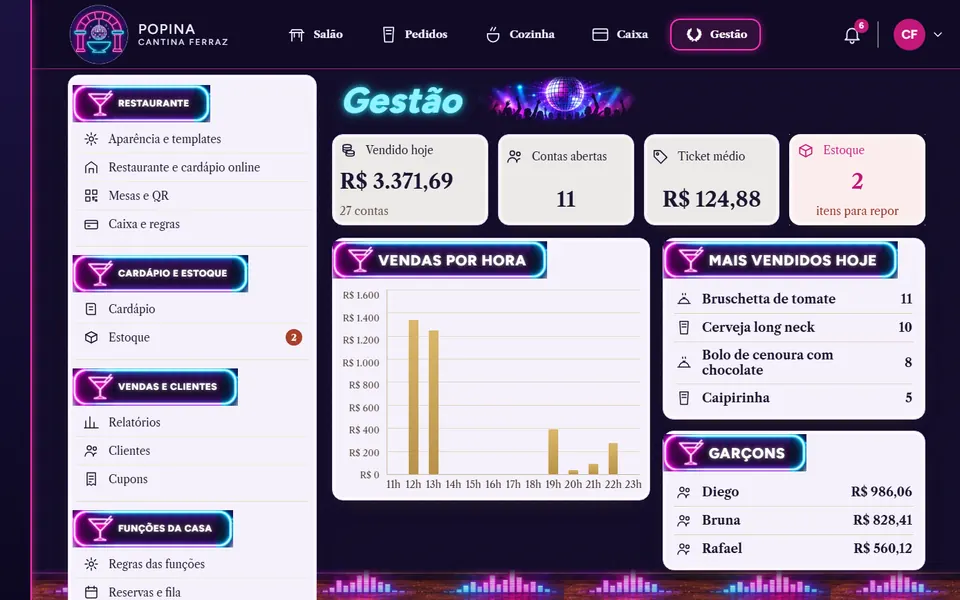 POPINA
CANTINA FERRAZ
Salão
Pedidos
Cozinha
Caixa
Gestão
6
CF
RESTAURANTE
Aparência e templates
Restaurante e cardápio online
Mesas e QR
Caixa e regras
CARDÁPIO E ESTOQUE
Cardápio
Estoque
2
VENDAS E CLIENTES
Relatórios
Clientes
Cupons
FUNÇÕES DA CASA
Regras das funções
Reservas e fila
Gestão
Vendido hoje
R$ 3.371,69
27 contas
Contas abertas
11
Ticket médio
R$ 124,88
Estoque
2
itens para repor
VENDAS POR HORA
R$ 1.600
R$ 1.400
R$ 1.200
R$ 1.000
R$ 800
R$ 600
R$ 400
R$ 200
R$ 0
11h 12h 13h 14h 15h 16h 17h 18h 19h 20h 21h 22h 23h
MAIS VENDIDOS HOJE
Bruschetta de tomate 11
Cerveja long neck 10
Bolo de cenoura com
chocolate 8
Caipirinha 5
GARÇONS
Diego R$ 986,06
Bruna R$ 828,41
Rafael R$ 560,12